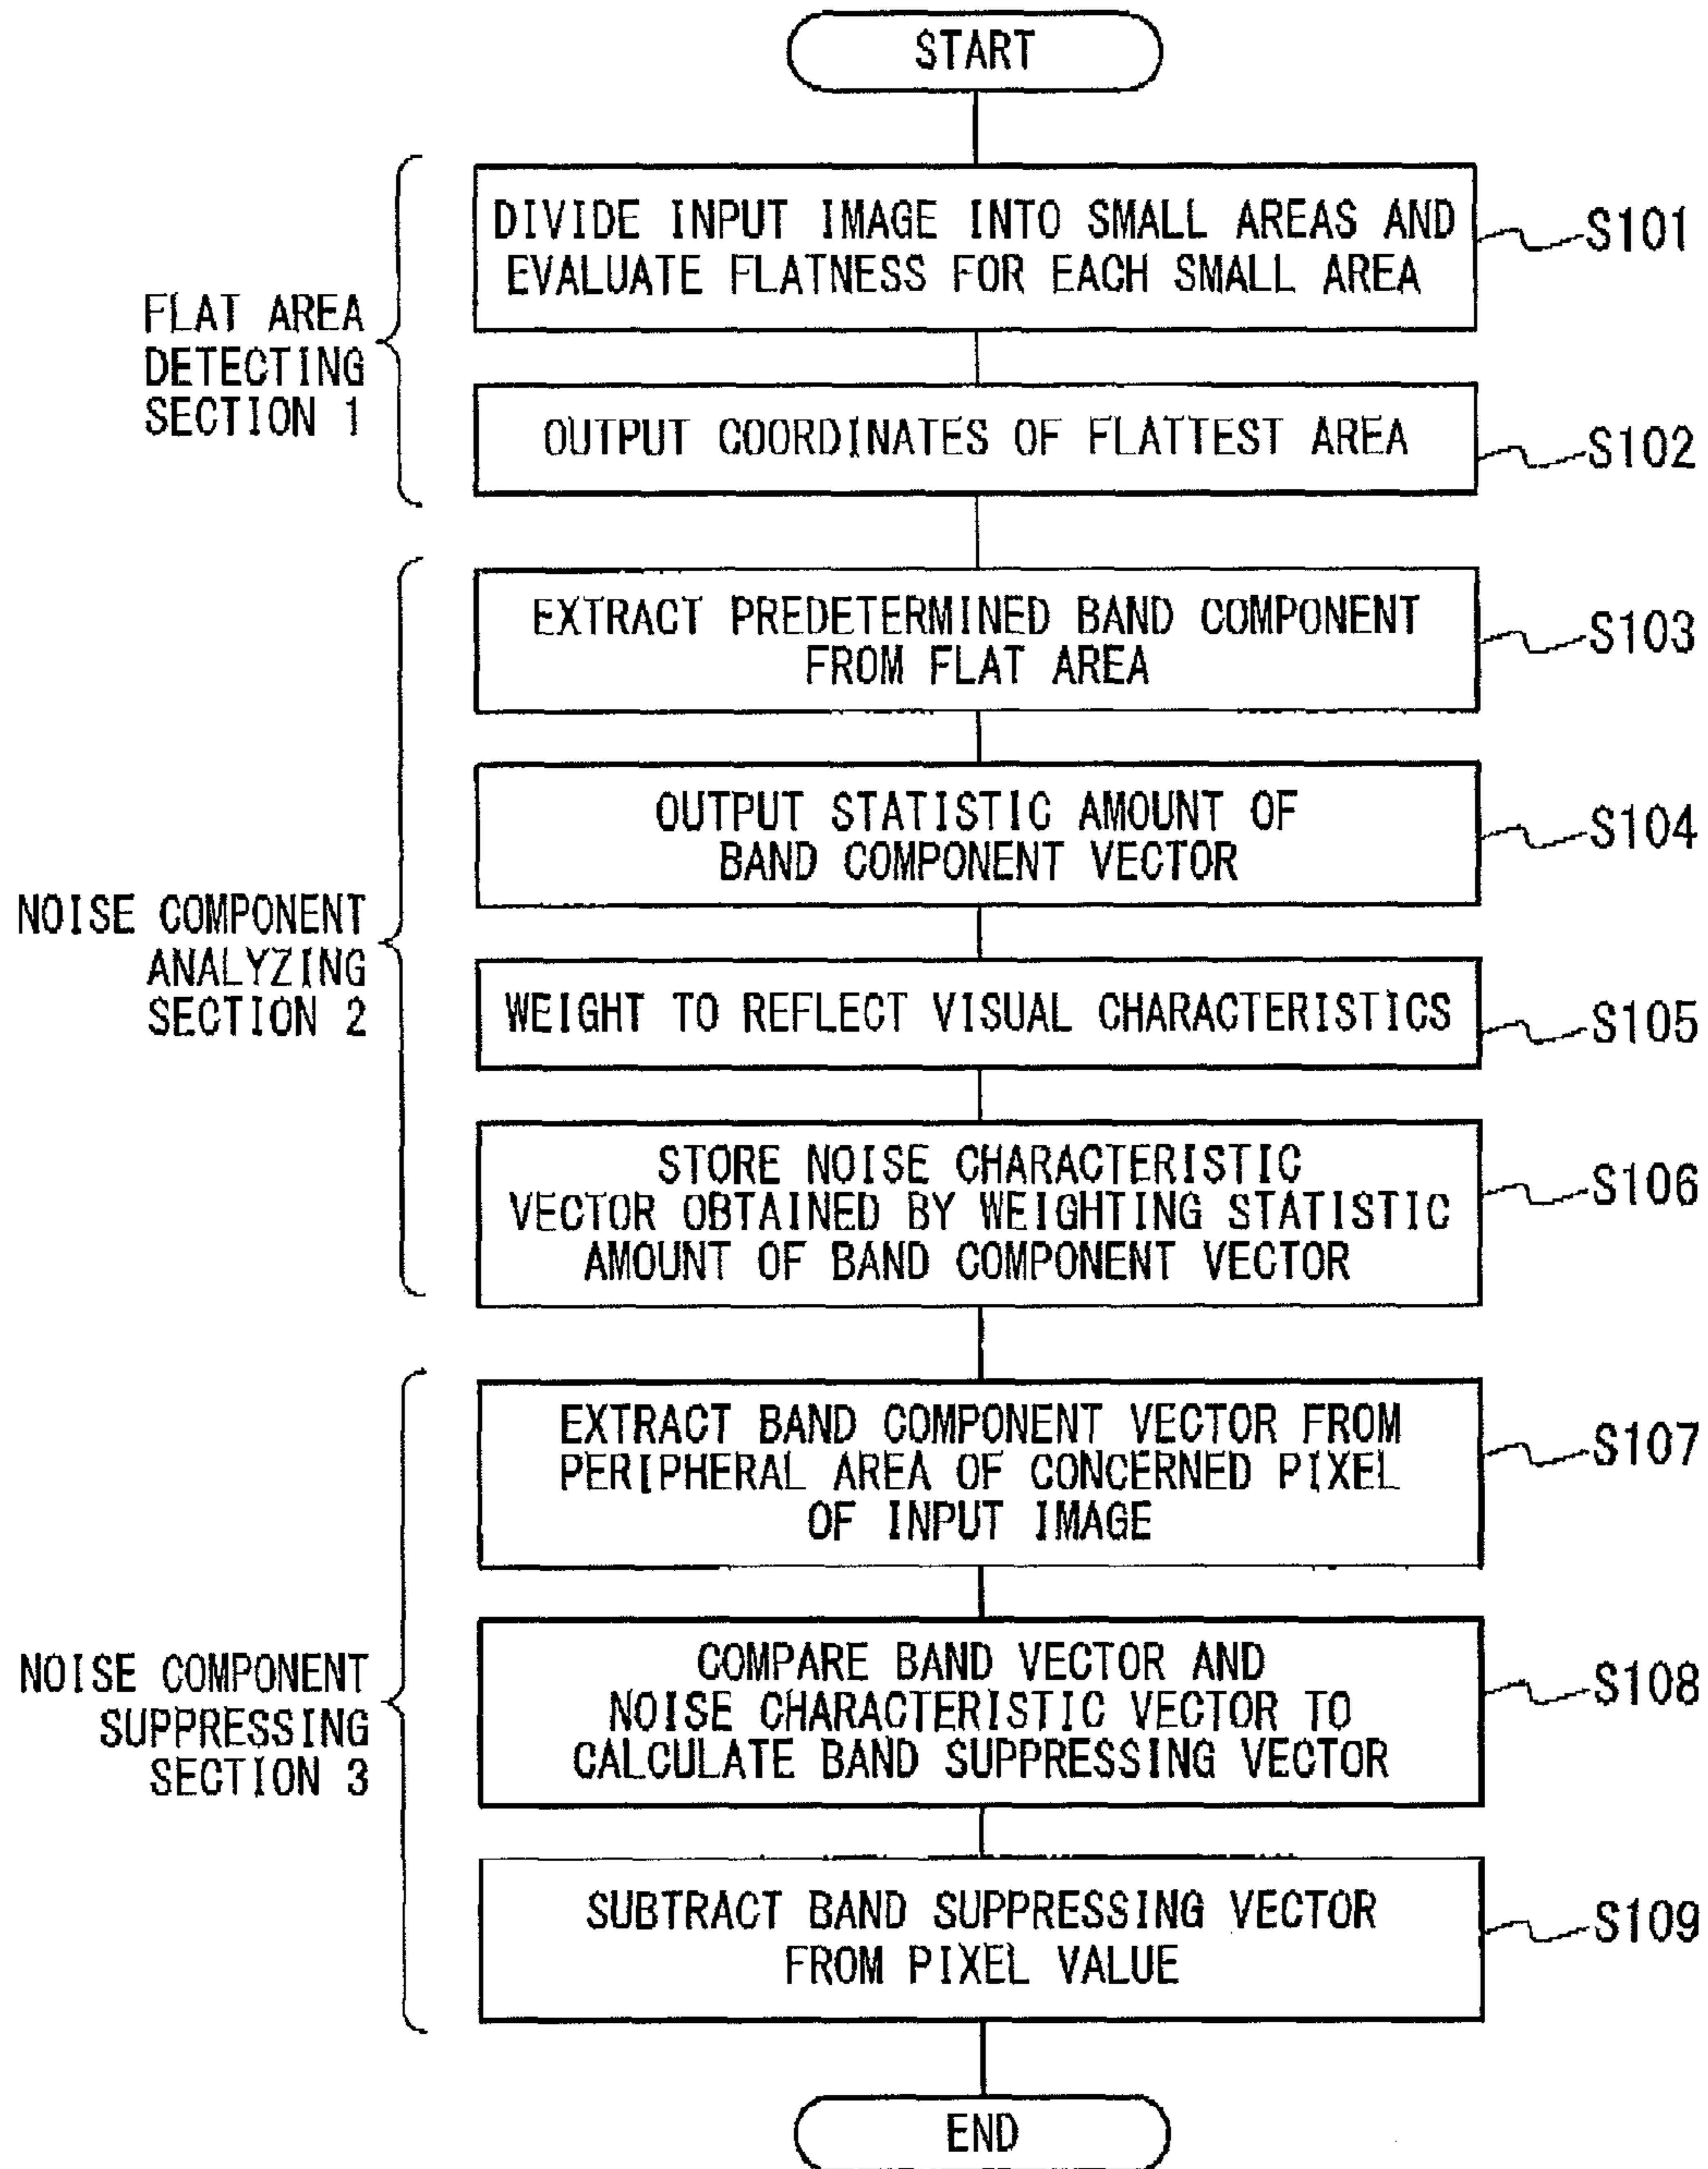 START
FLAT AREA
DETECTING
SECTION 1
DIVIDE INPUT IMAGE INTO SMALL AREAS AND
EVALUATE FLATNESS FOR EACH SMALL AREA
S101
OUTPUT COORDINATES OF FLATTEST AREA
S102
NOISE COMPONENT
ANALYZING
SECTION 2
EXTRACT PREDETERMINED BAND COMPONENT
FROM FLAT AREA
S103
OUTPUT STATISTIC AMOUNT OF
BAND COMPONENT VECTOR
S104
WEIGHT TO REFLECT VISUAL CHARACTERISTICS
S105
STORE NOISE CHARACTERISTIC
VECTOR OBTAINED BY WEIGHTING STATISTIC
AMOUNT OF BAND COMPONENT VECTOR
S106
NOISE COMPONENT
SUPPRESSING
SECTION 3
EXTRACT BAND COMPONENT VECTOR FROM
PERIPHERAL AREA OF CONCERNED PIXEL
OF INPUT IMAGE
S107
COMPARE BAND VECTOR AND
NOISE CHARACTERISTIC VECTOR TO
CALCULATE BAND SUPPRESSING VECTOR
S108
SUBTRACT BAND SUPPRESSING VECTOR
FROM PIXEL VALUE
S109
END